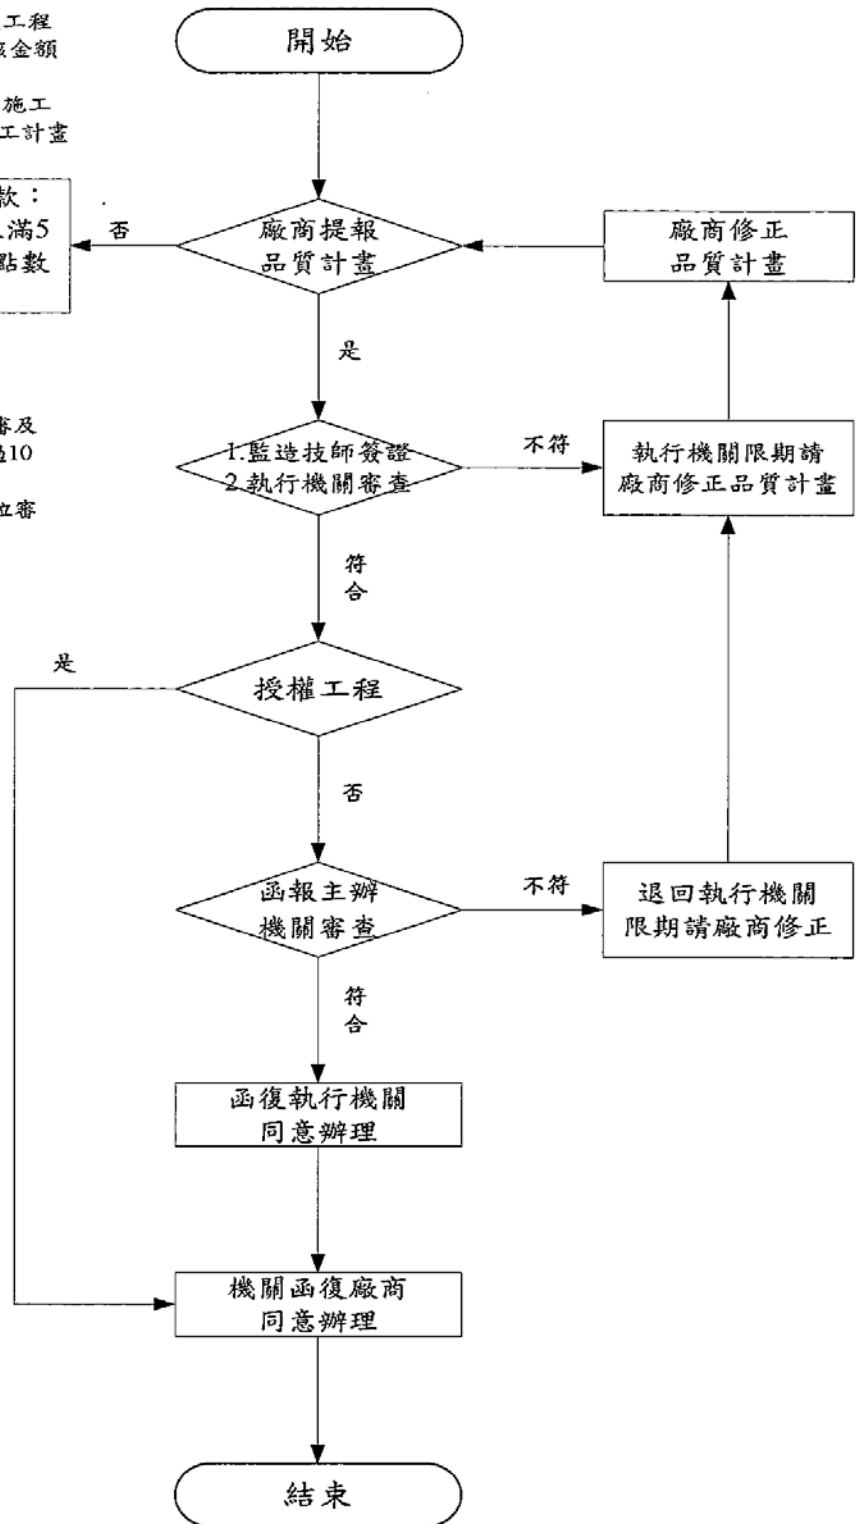 工程
金額
開始
施工
工計畫
款：
滿5
點數
否
廠商提報
品質計畫
廠商修正
品質計畫
是
審及
10
審
1.監造技師簽證
2.執行機關審查
不符
執行機關限期請
廠商修正品質計畫
符
合
是
授權工程
否
函報主辦
機關審查
不符
退回執行機關
限期請廠商修正
符
合
函復執行機關
同意辦理
機關函復廠商
同意辦理
結束